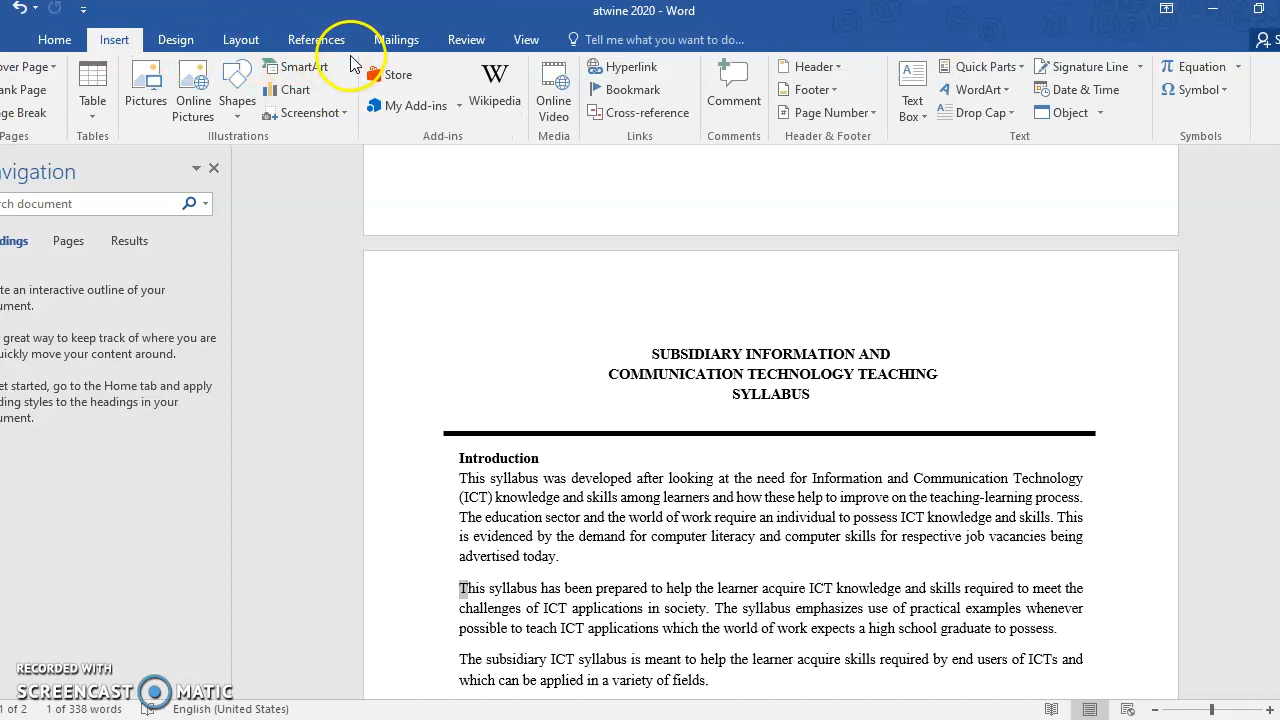 atwine 2020 - Word
Home Insert Design Layout References Mailings Review View Tell me what you want to do...
over Page
ank Page
ge Break
Pages
Table
Tables
Pictures
Online Pictures
Shapes
SmartArt
Chart
Screenshot
Illustrations
Store
My Add-ins
Wikipedia
Add-ins
Online Video
Media
Hyperlink
Bookmark
Cross-reference
Links
Comment
Comments
Header
Footer
Page Number
Header & Footer
Text Box
Quick Parts
WordArt
Drop Cap
Signature Line
Date & Time
Object
Text
Equation
Symbol
Symbols
avigation
rch document
dings Pages Results
te an interactive outline of your
ument.
great way to keep track of where you are
uickly move your content around.
et started, go to the Home tab and apply
ding styles to the headings in your
ument.
SUBSIDIARY INFORMATION AND
COMMUNICATION TECHNOLOGY TEACHING
SYLLABUS
Introduction
This syllabus was developed after looking at the need for Information and Communication Technology
(ICT) knowledge and skills among learners and how these help to improve on the teaching-learning process.
The education sector and the world of work require an individual to possess ICT knowledge and skills. This
is evidenced by the demand for computer literacy and computer skills for respective job vacancies being
advertised today.
This syllabus has been prepared to help the learner acquire ICT knowledge and skills required to meet the
challenges of ICT applications in society. The syllabus emphasizes use of practical examples whenever
possible to teach ICT applications which the world of work expects a high school graduate to possess.
The subsidiary ICT syllabus is meant to help the learner acquire skills required by end users of ICTs and
which can be applied in a variety of fields.
RECORDED WITH
SCREENCAST MATIC
1 of 2 1 of 338 words English (United States)